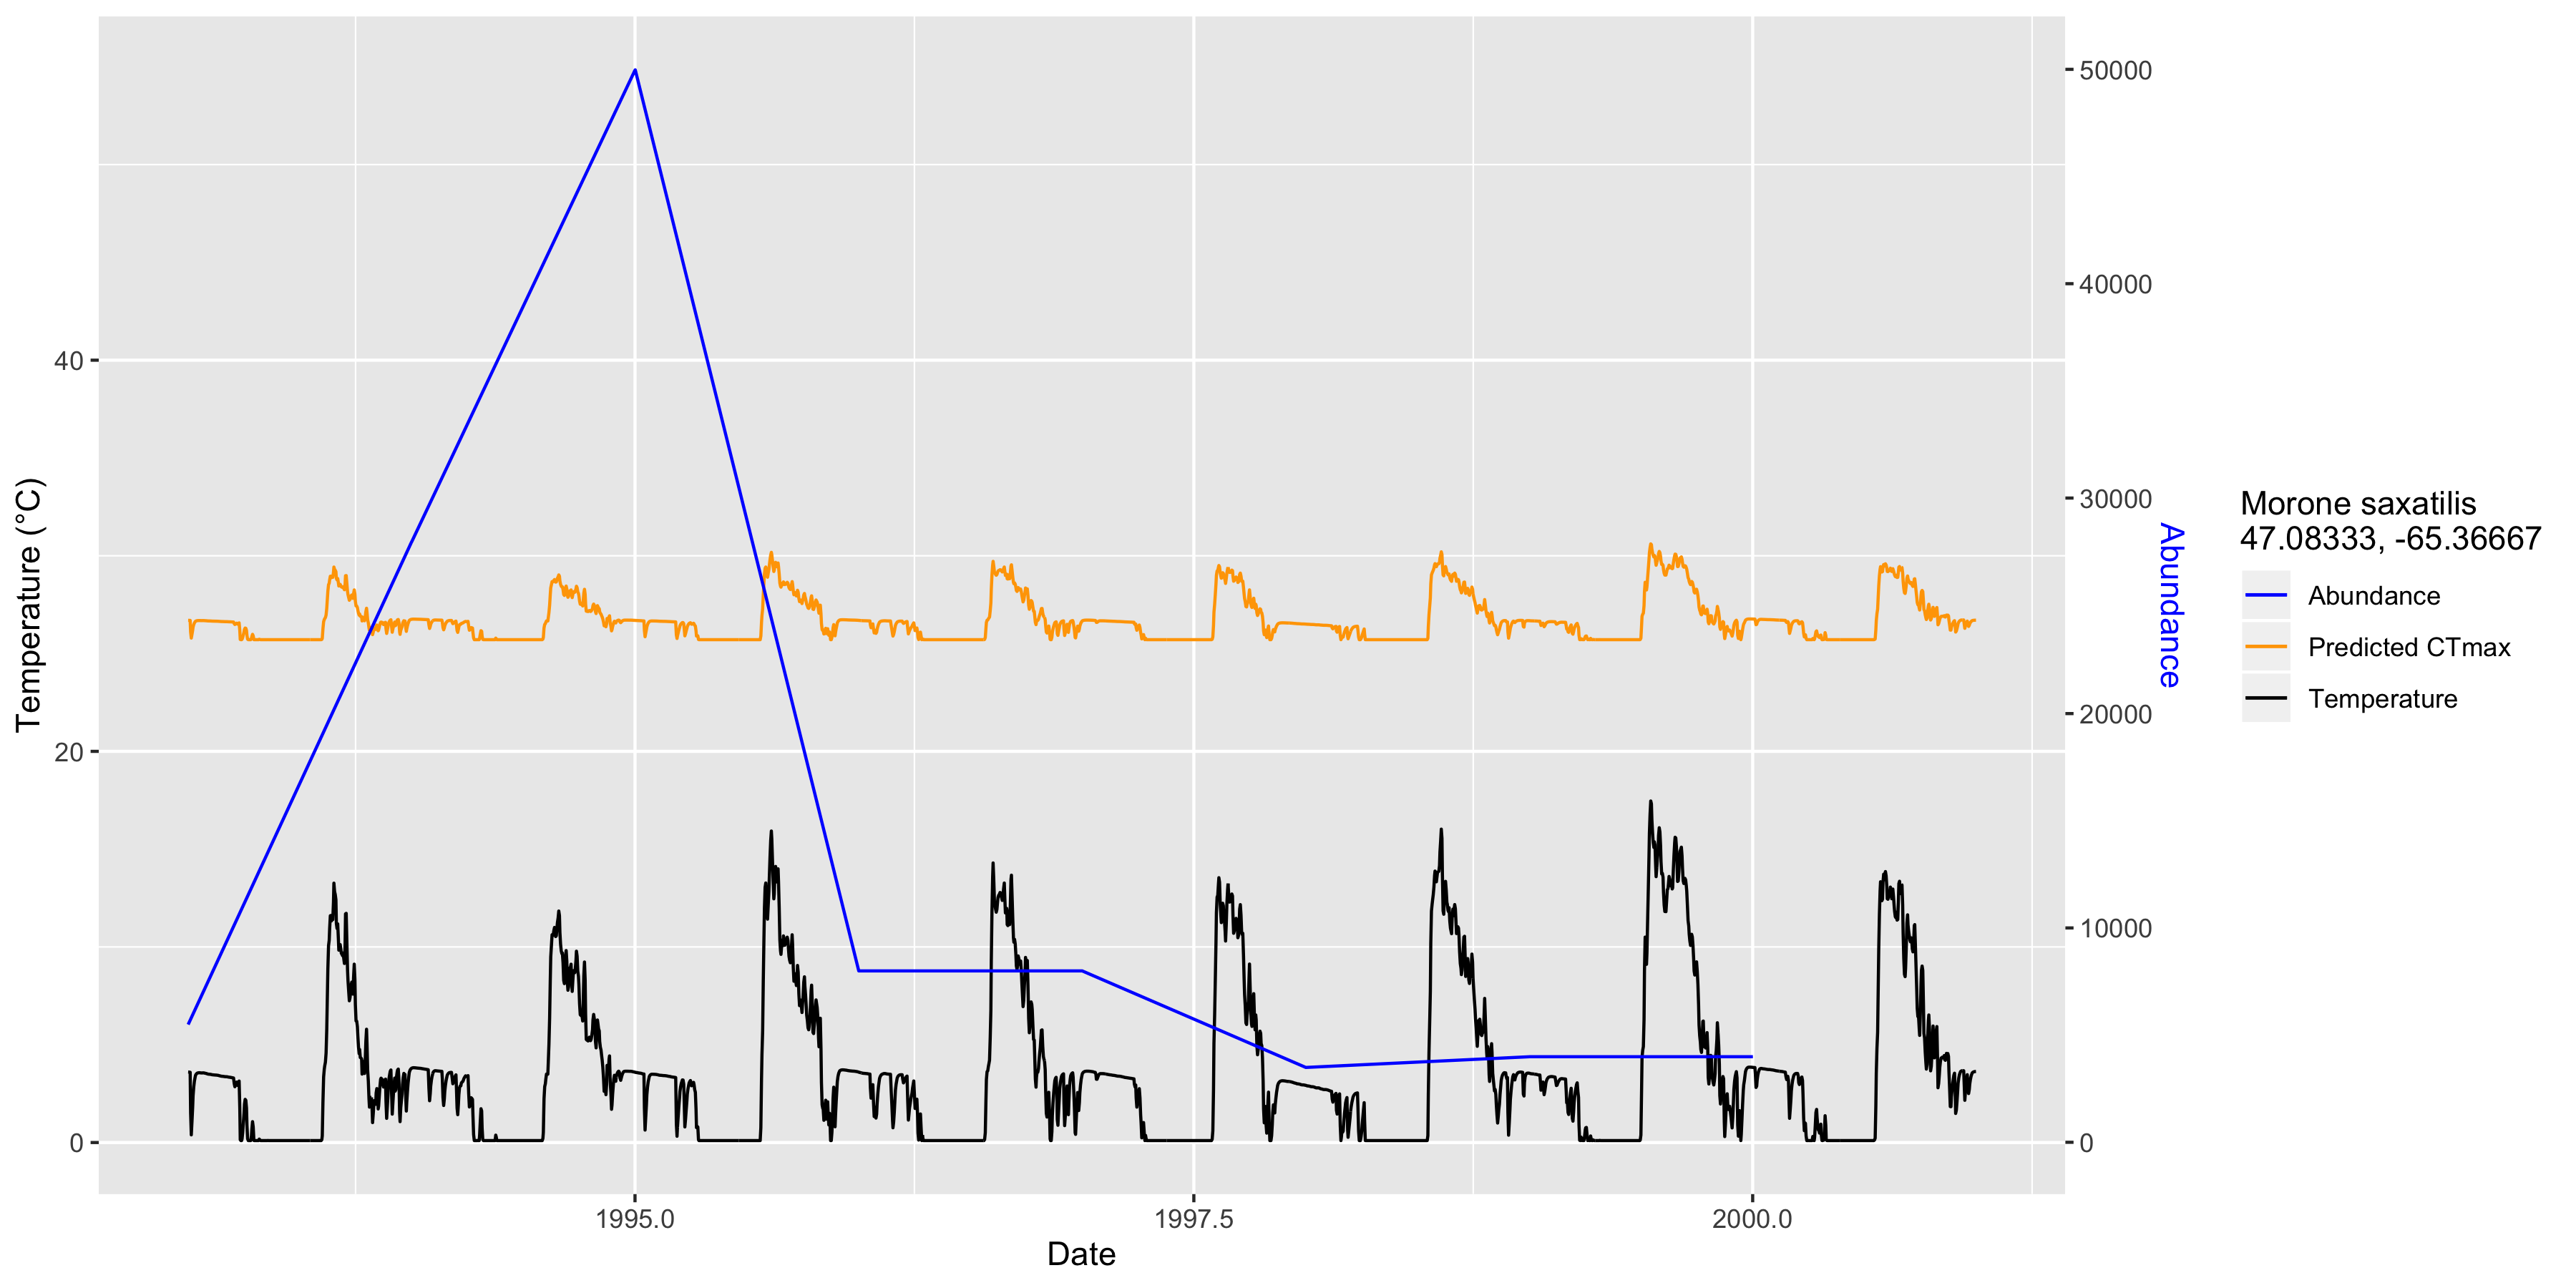 Temperature (°C)
40
20
0
50000
40000
30000
20000
10000
0
Abundance
1995.0
1997.5
2000.0
Date
Morone saxatilis
47.08333, -65.36667
Abundance
Predicted CTmax
Temperature